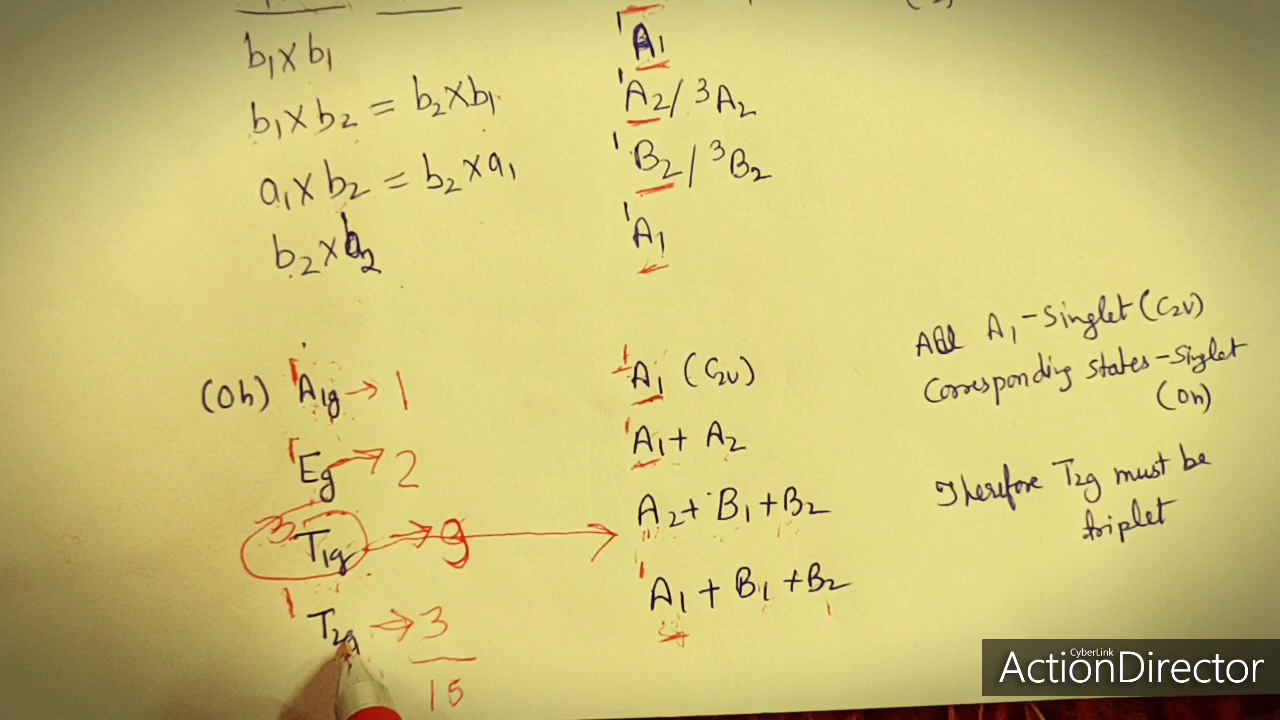 b₁ x b₁ ¹A₁
b₁ x b₂ = b₂ x b₁ ¹A₂ / ³A₂
a₁ x b₂ = b₂ x a₁ ¹B₂ / ³B₂
b₂ x b₂ ¹A₁
(Oh) ¹A₁g → 1 ¹A₁ (C₂v)
¹Eg → 2 ¹A₁ + A₂
³T₁g → 9 → A₂ + B₁ + B₂
¹T₂g → 3 ¹A₁ + B₁ + B₂
15
All A₁ - Singlet (C₂v)
Corresponding states - Singlet
(Oh)
Therefore T₂g must be
triplet
CyberLink
ActionDirector